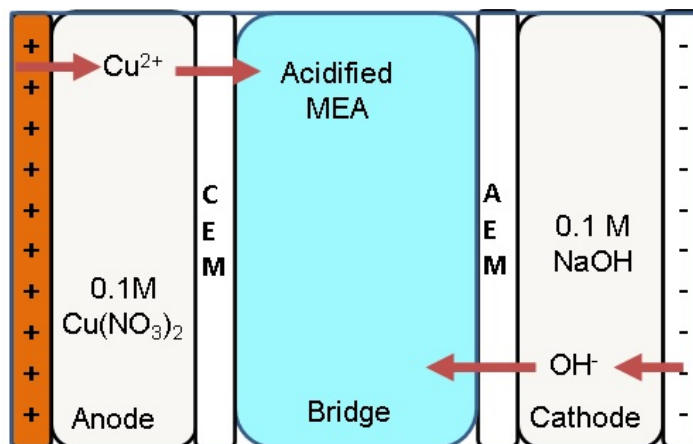 + + + + + + + + + +
Cu²⁺
0.1M
Cu(NO₃)₂
Anode
C
E
M
Acidified
MEA
Bridge
A
E
M
0.1 M
NaOH
OH⁻
Cathode
- - - - - - - - - -